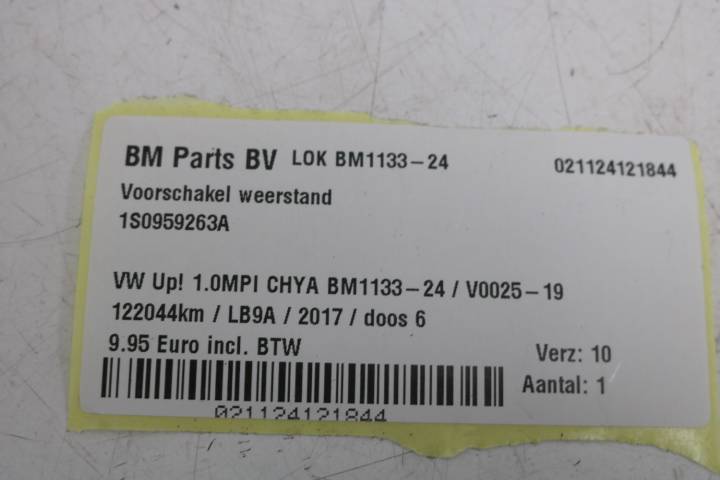 BM Parts BV LOK BM1133-24 021124121844
Voorschakel weerstand
1S0959263A
VW Up! 1.0MPI CHYA BM1133-24 / V0025-19
122044km / LB9A / 2017 / doos 6
9.95 Euro incl. BTW
Verz: 10
Aantal: 1
021124121844